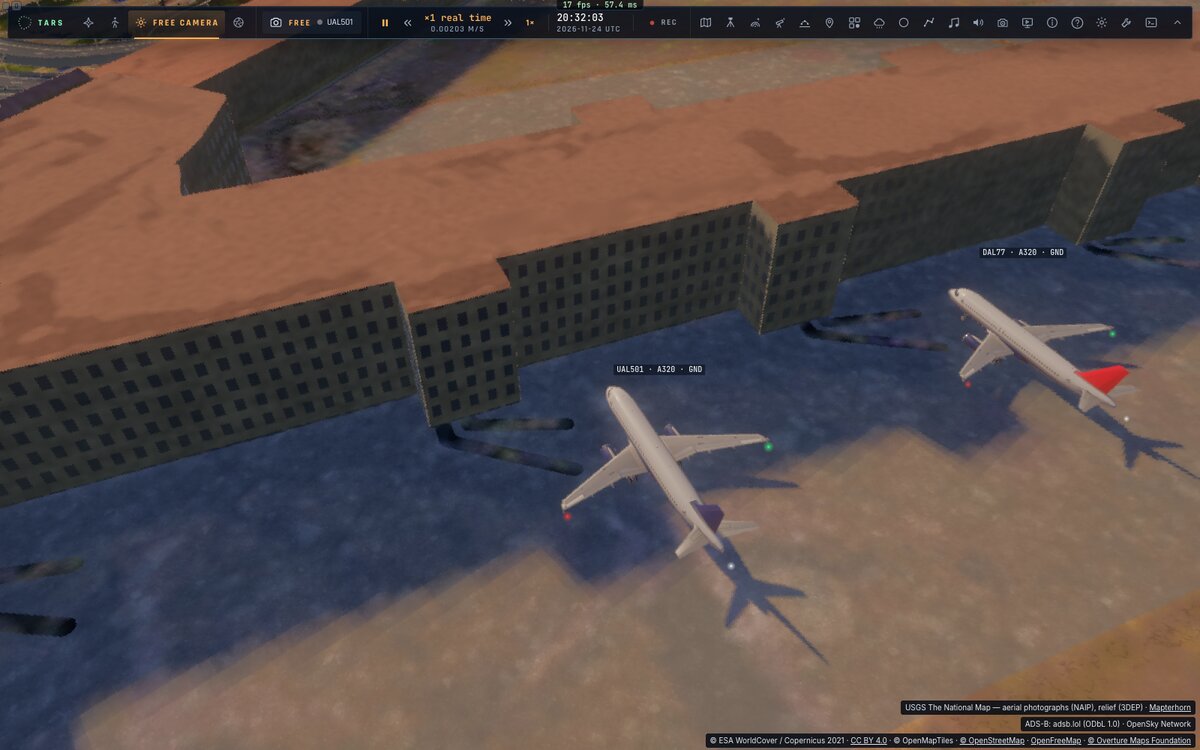 17 fps · 57.4 ms
TARS
FREE CAMERA
FREE ● UAL501
×1 real time
0.00203 M/S
1×
20:32:03
2026-11-24 UTC
● REC
DAL77 · A320 · GND
UAL501 · A320 · GND
USGS The National Map — aerial photographs (NAIP), relief (3DEP) · Mapterhorn
ADS-B: adsb.lol (ODbL 1.0) · OpenSky Network
© ESA WorldCover / Copernicus 2021 · CC BY 4.0 · © OpenMapTiles · © OpenStreetMap · OpenFreeMap · © Overture Maps Foundation